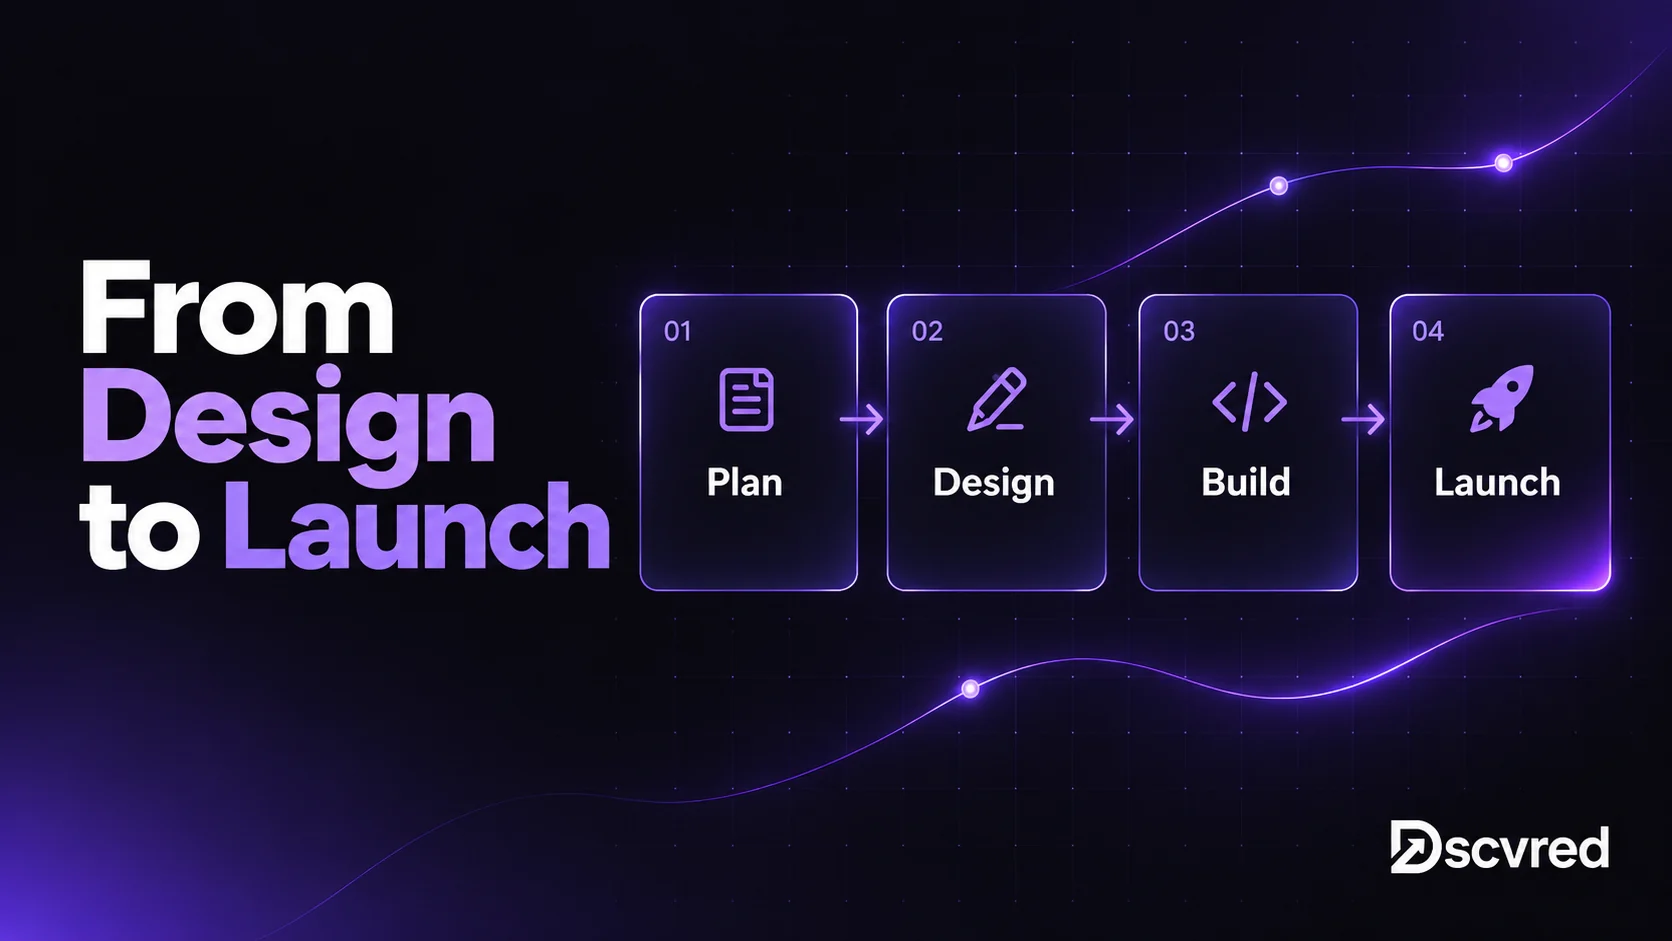 From
Design
to Launch
01
Plan
02
Design
03
Build
04
Launch
Dscvred